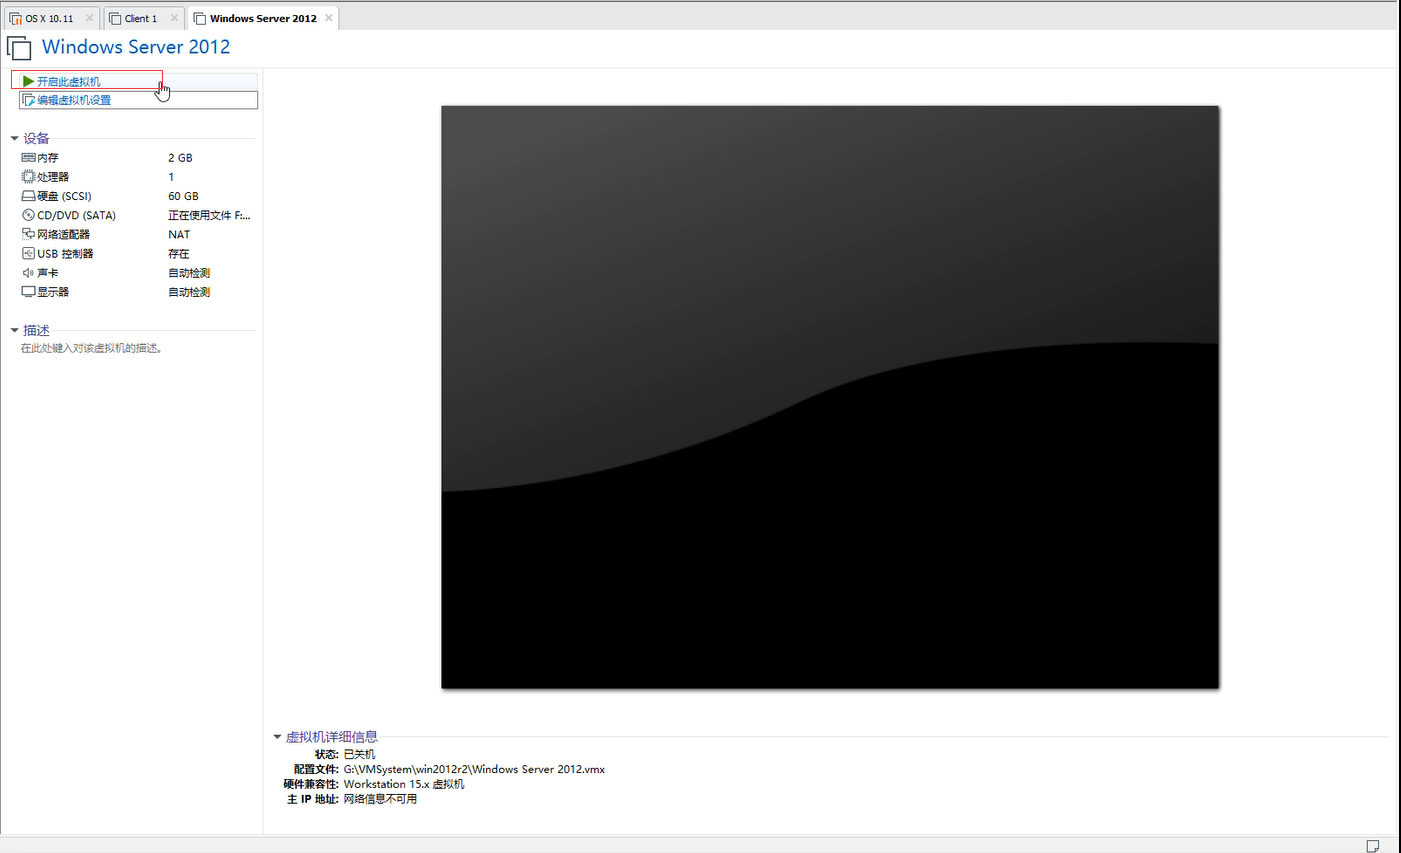 OS X 10.11
Client 1
Windows Server 2012
Windows Server 2012
开启此虚拟机
编辑虚拟机设置
设备
内存 2 GB
处理器 1
硬盘 (SCSI) 60 GB
CD/DVD (SATA) 正在使用文件 F:...
网络适配器 NAT
USB 控制器 存在
声卡 自动检测
显示器 自动检测
描述
在此处键入对该虚拟机的描述。
虚拟机详细信息
状态: 已关机
配置文件: G:\VMSystem\win2012r2\Windows Server 2012.vmx
硬件兼容性: Workstation 15.x 虚拟机
主 IP 地址: 网络信息不可用